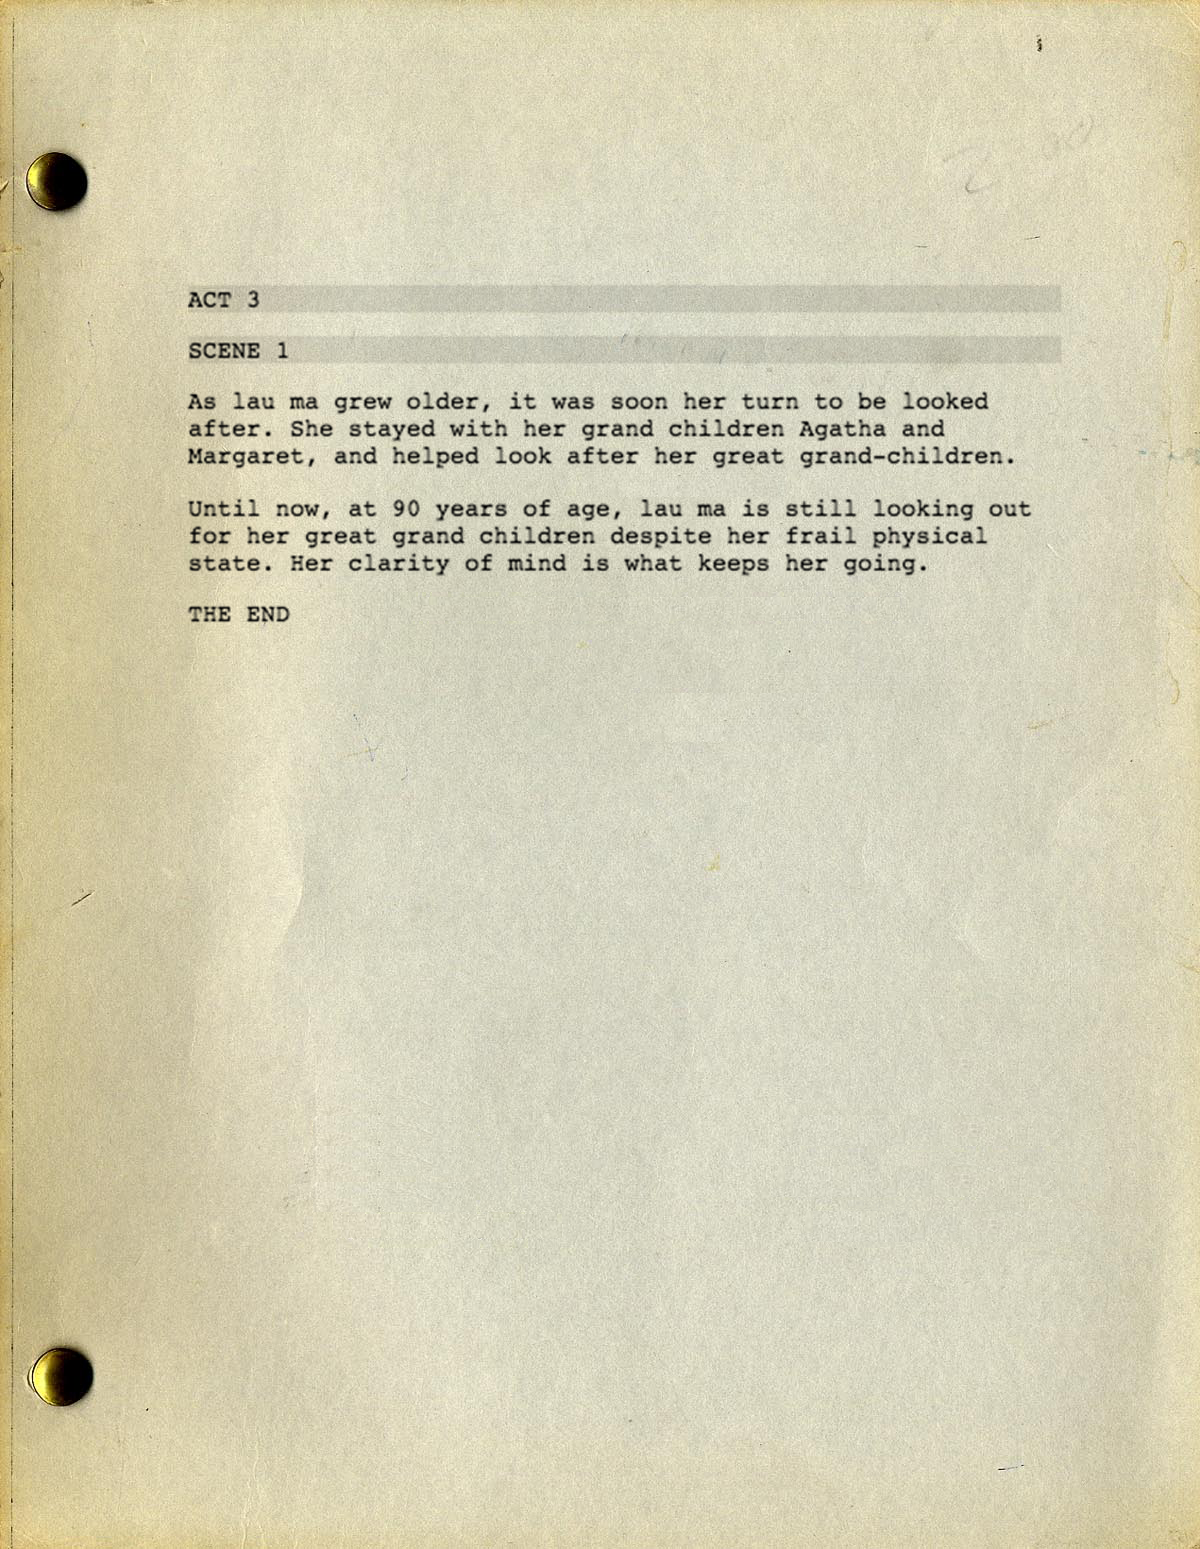 ACT 3
SCENE 1
As lau ma grew older, it was soon her turn to be looked
after. She stayed with her grand children Agatha and
Margaret, and helped look after her great grand-children.
Until now, at 90 years of age, lau ma is still looking out
for her great grand children despite her frail physical
state. Her clarity of mind is what keeps her going.
THE END